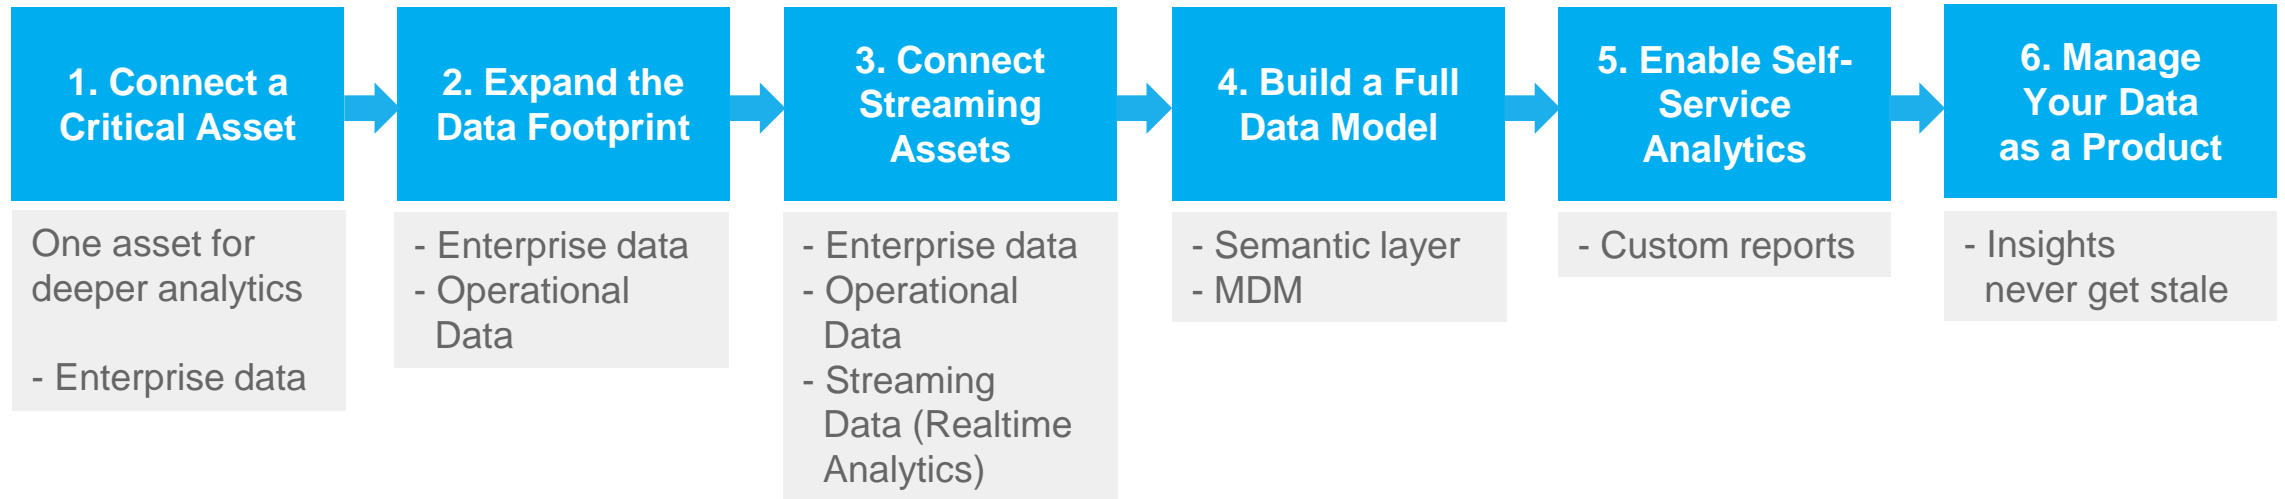 1. Connect a
Critical Asset
One asset for
deeper analytics
- Enterprise data
2. Expand the
Data Footprint
- Enterprise data
- Operational
Data
3. Connect
Streaming
Assets
- Enterprise data
- Operational
Data
- Streaming
Data (Realtime
Analytics)
4. Build a Full
Data Model
- Semantic layer
- MDM
5. Enable Self-
Service
Analytics
- Custom reports
6. Manage
Your Data
as a Product
- Insights
never get stale